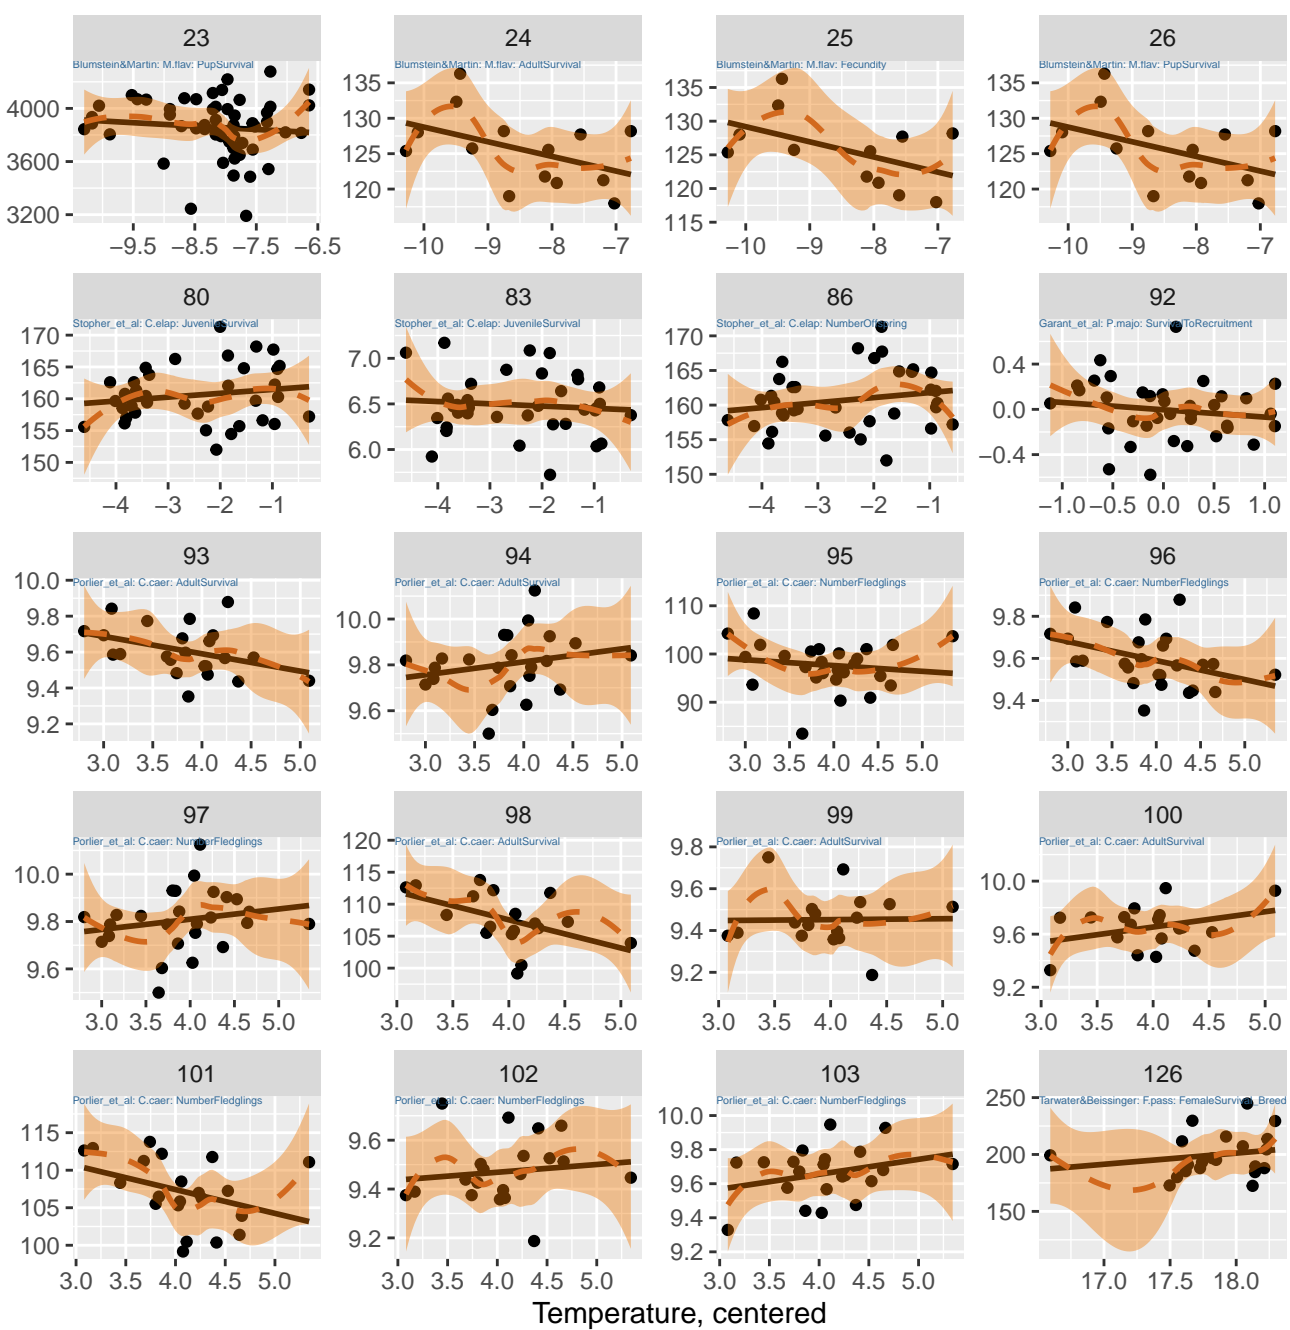 23 24 25 26
Blumstein&Martin: M.flav: PupSurvival Blumstein&Martin: M.flav: AdultSurvival Blumstein&Martin: M.flav: Fecundity Blumstein&Martin: M.flav: PupSurvival
4000 3600 3200 135 130 125 120 135 130 125 120 115 135 130 125 120
−9.5 −8.5 −7.5 −6.5 −10 −9 −8 −7 −10 −9 −8 −7 −10 −9 −8 −7
80 83 86 92
Stopher_et_al: C.elap: JuvenileSurvival Stopher_et_al: C.elap: JuvenileSurvival Stopher_et_al: C.elap: NumberOffspring Garant_et_al: P.majo: SurvivalToRecruitment
170 165 160 155 150 7.0 6.5 6.0 170 165 160 155 150 0.4 0.0 −0.4
−4 −3 −2 −1 −4 −3 −2 −1 −4 −3 −2 −1 −1.0 −0.5 0.0 0.5 1.0
93 94 95 96
Porlier_et_al: C.caer: AdultSurvival Porlier_et_al: C.caer: AdultSurvival Porlier_et_al: C.caer: NumberFledglings Porlier_et_al: C.caer: NumberFledglings
10.0 9.8 9.6 9.4 9.2 10.0 9.8 9.6 110 100 90 9.8 9.6 9.4
3.0 3.5 4.0 4.5 5.0 3.0 3.5 4.0 4.5 5.0 3.0 3.5 4.0 4.5 5.0 3.0 3.5 4.0 4.5 5.0
97 98 99 100
Porlier_et_al: C.caer: NumberFledglings Porlier_et_al: C.caer: AdultSurvival Porlier_et_al: C.caer: AdultSurvival Porlier_et_al: C.caer: AdultSurvival
10.0 9.8 9.6 120 115 110 105 100 9.8 9.6 9.4 9.2 10.0 9.6 9.2
3.0 3.5 4.0 4.5 5.0 3.0 3.5 4.0 4.5 5.0 3.0 3.5 4.0 4.5 5.0 3.0 3.5 4.0 4.5 5.0
101 102 103 126
Porlier_et_al: C.caer: NumberFledglings Porlier_et_al: C.caer: NumberFledglings Porlier_et_al: C.caer: NumberFledglings Tarwater&Beissinger: F.pass: FemaleSurvival_Breed
115 110 105 100 9.6 9.4 9.2 10.0 9.8 9.6 9.4 9.2 250 200 150
3.0 3.5 4.0 4.5 5.0 3.0 3.5 4.0 4.5 5.0 3.0 3.5 4.0 4.5 5.0 17.0 17.5 18.0
Temperature, centered